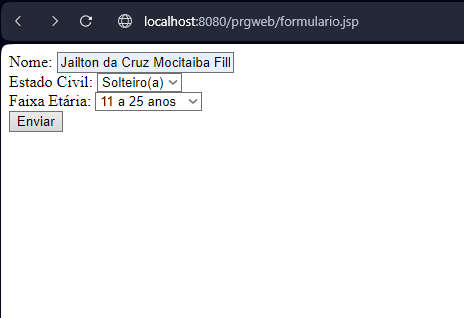 localhost:8080/prgweb/formulario.jsp
Nome: Jailton da Cruz Mocitaiba Fill
Estado Civil: Solteiro(a)
Faixa Etária: 11 a 25 anos
Enviar